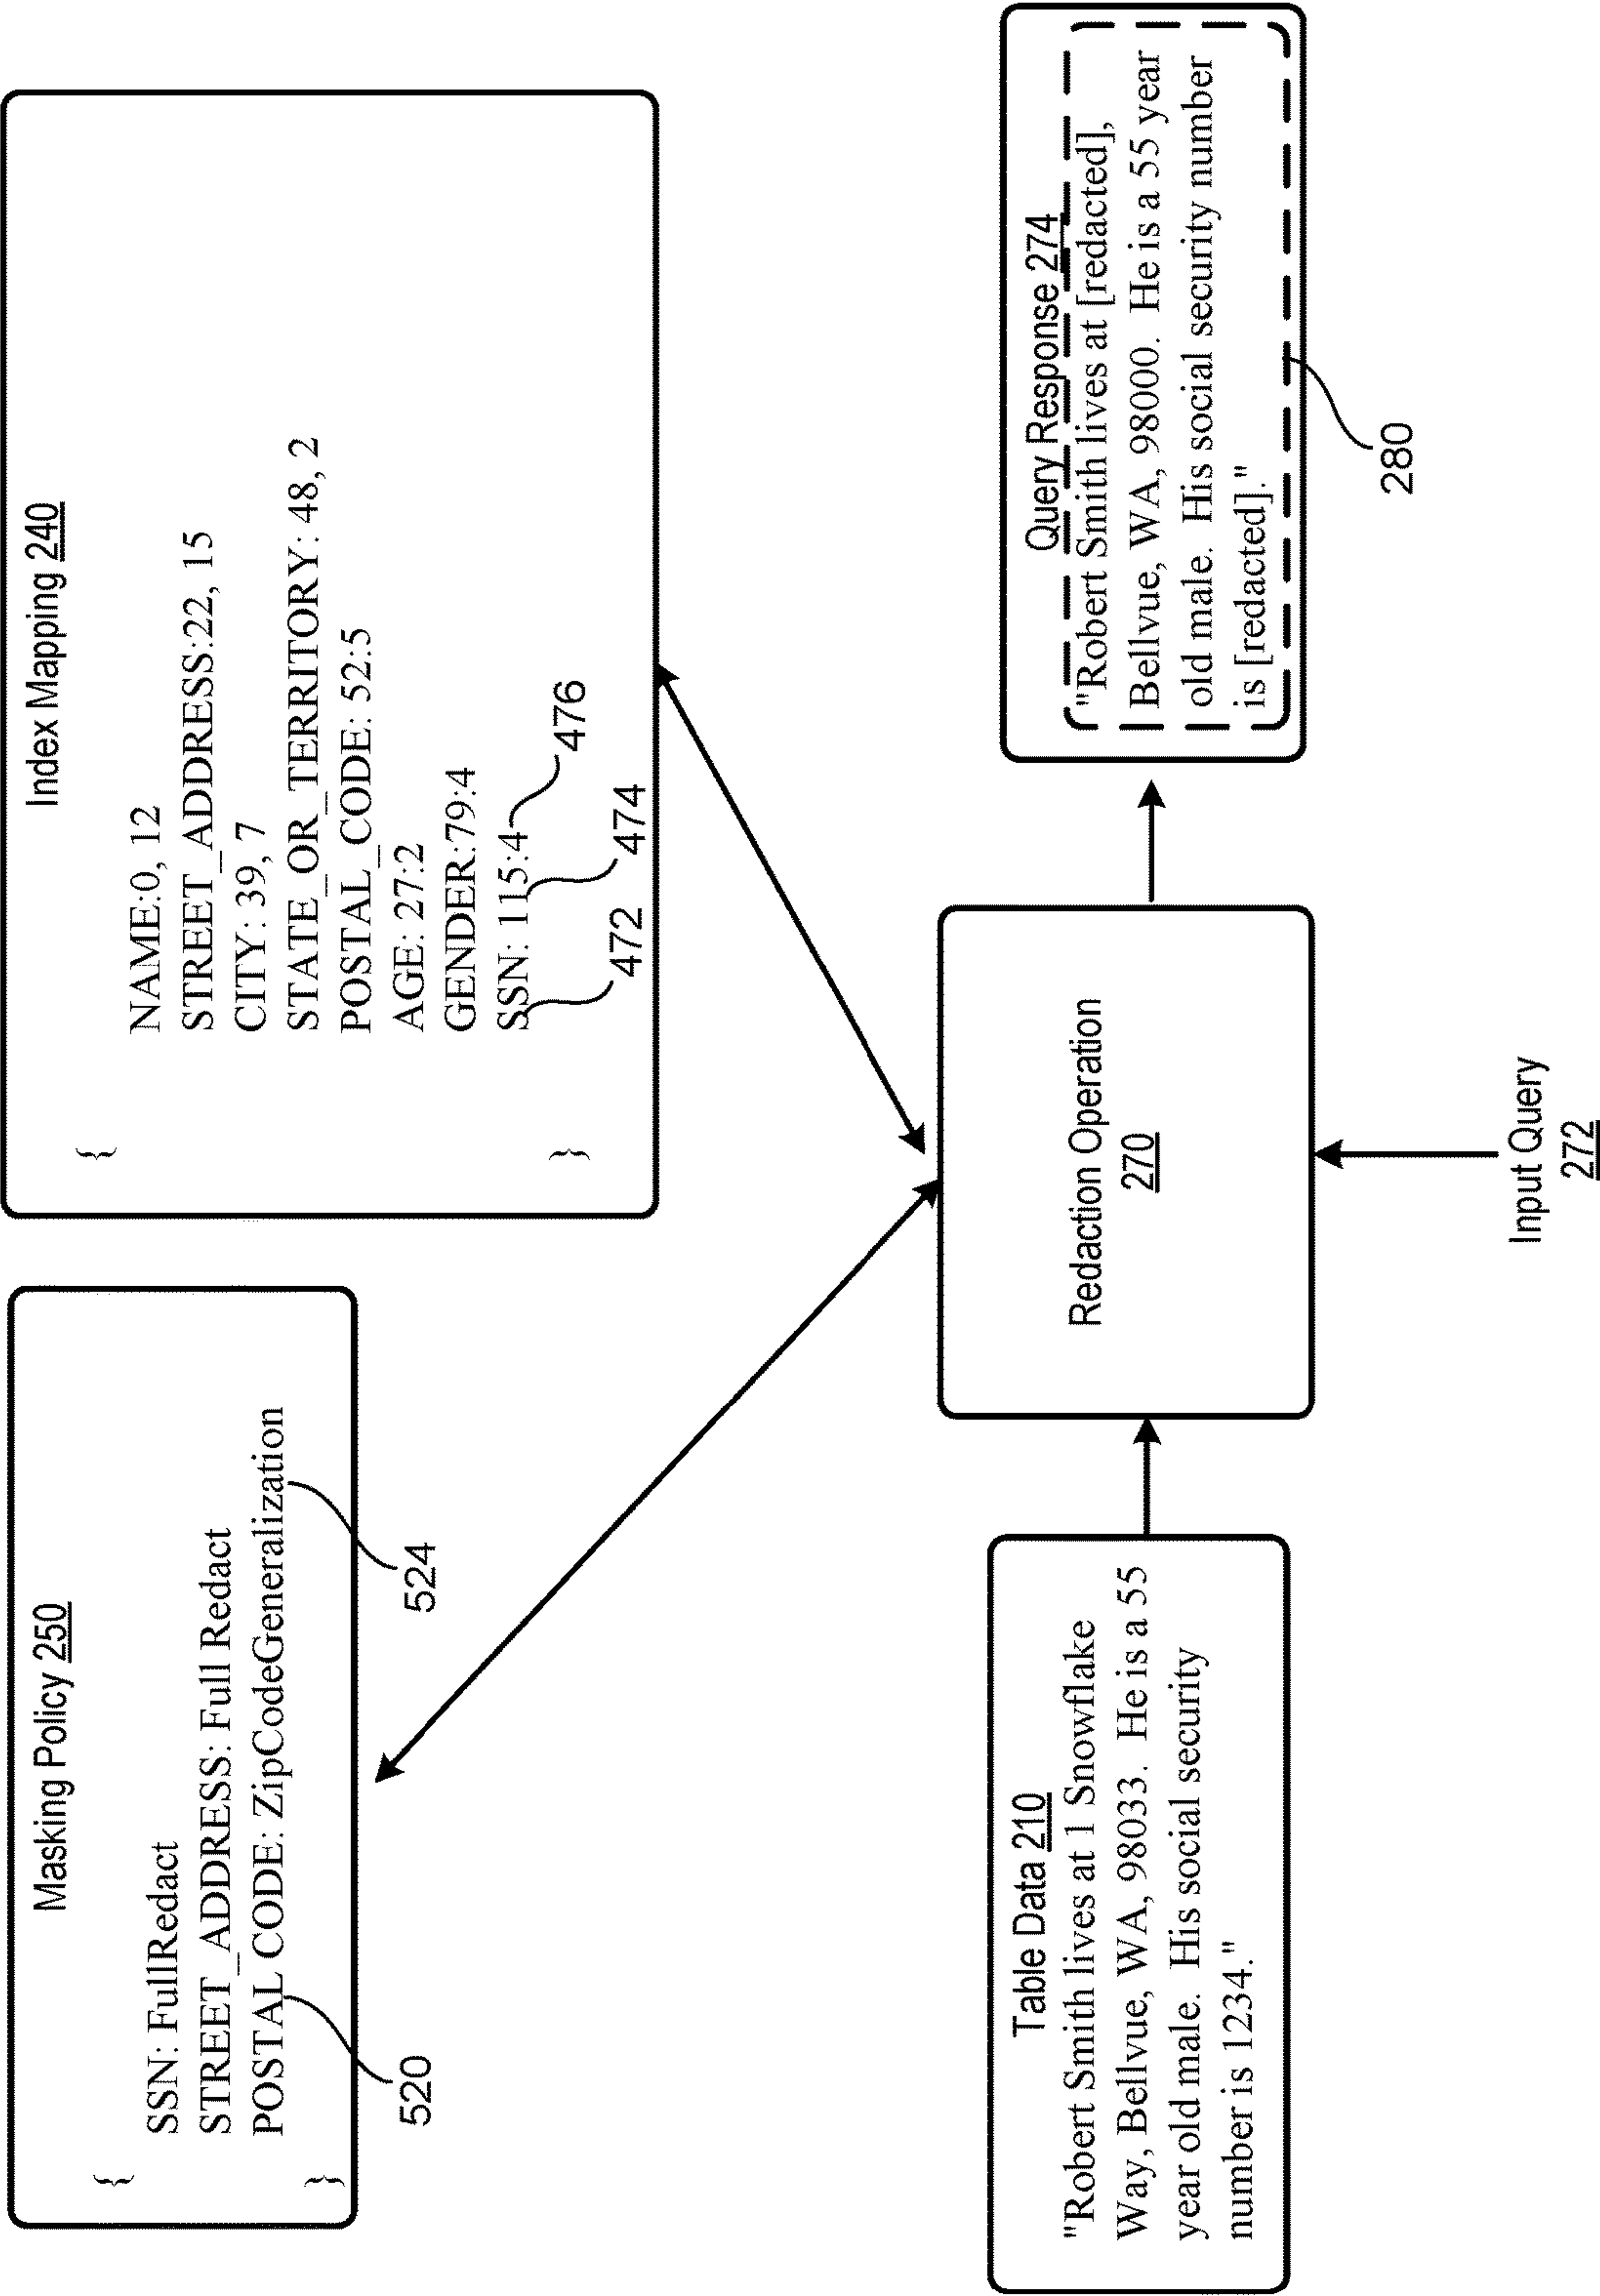 Masking Policy 250
{
SSN: FullRedact
STREET_ADDRESS: Full Redact
POSTAL CODE: ZipCodeGeneralization
}
520
524
Index Mapping 240
{
NAME:0, 12
STREET_ADDRESS:22, 15
CITY: 39, 7
STATE_OR_TERRITORY: 48, 2
POSTAL_CODE: 52:5
AGE: 27:2
GENDER:79:4
SSN: 115:4
}
472
474
476
Table Data 210
"Robert Smith lives at 1 Snowflake
Way, Bellvue, WA, 98033. He is a 55
year old male. His social security
number is 1234."
Redaction Operation
270
Input Query
272
Query Response 274
"Robert Smith lives at [redacted],
Bellvue, WA, 98000. He is a 55 year
old male. His social security number
is [redacted]."
280